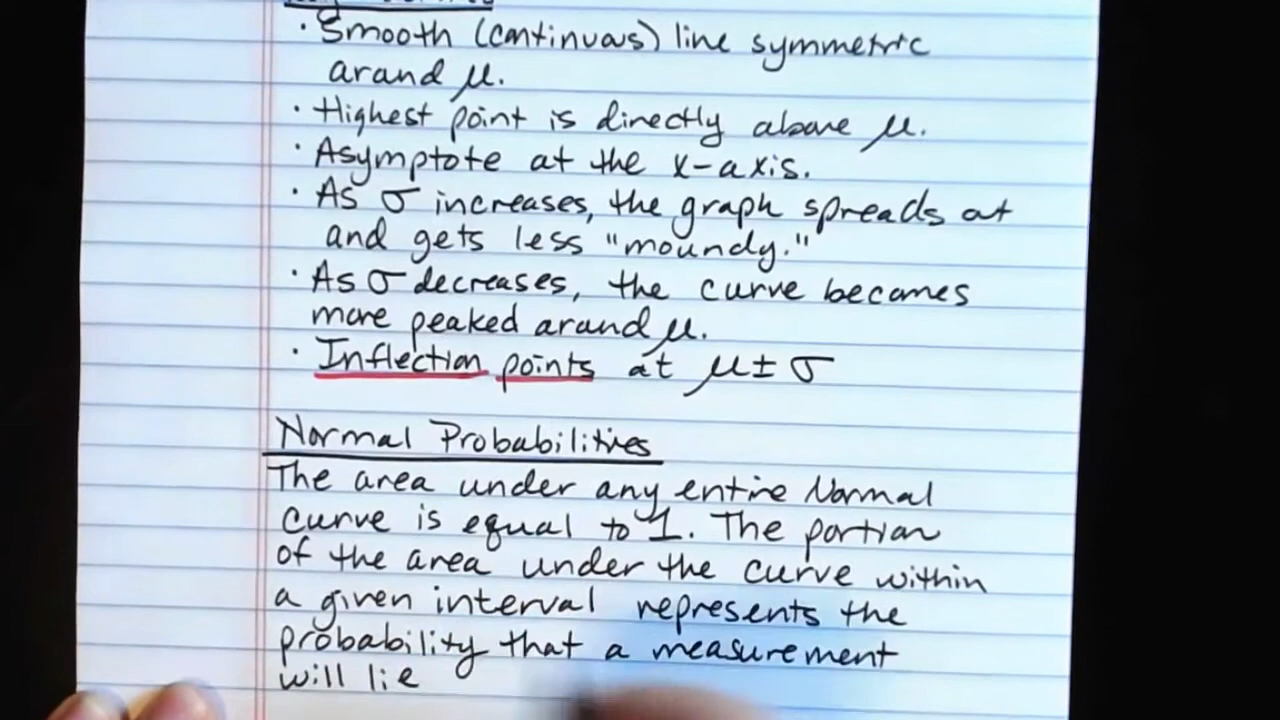 · Smooth (continuous) line symmetric
around μ.
· Highest point is directly above μ.
· Asymptote at the x-axis.
· As σ increases, the graph spreads out
and gets less "moundy."
· As σ decreases, the curve becomes
more peaked around μ.
· Inflection points at μ ± σ
Normal Probabilities
The area under any entire Normal
curve is equal to 1. The portion
of the area under the curve within
a given interval represents the
probability that a measurement
will lie